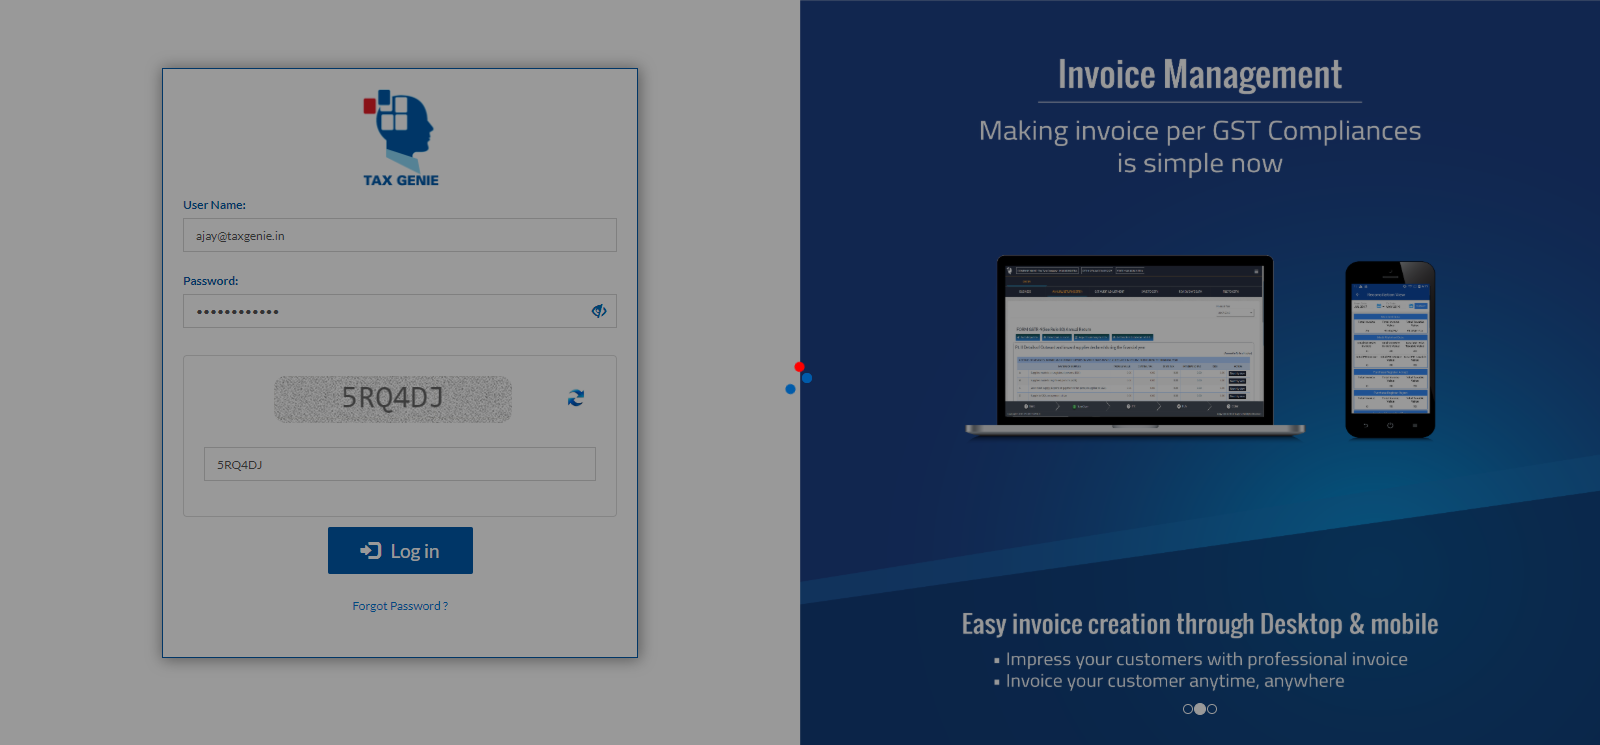 TAX GENIE
User Name:
ajay@taxgenie.in
Password:
••••••••••••
5RQ4DJ
5RQ4DJ
Log in
Forgot Password ?
Invoice Management
Making invoice per GST Compliances
is simple now
Easy invoice creation through Desktop & mobile
▪ Impress your customers with professional invoice
▪ Invoice your customer anytime, anywhere